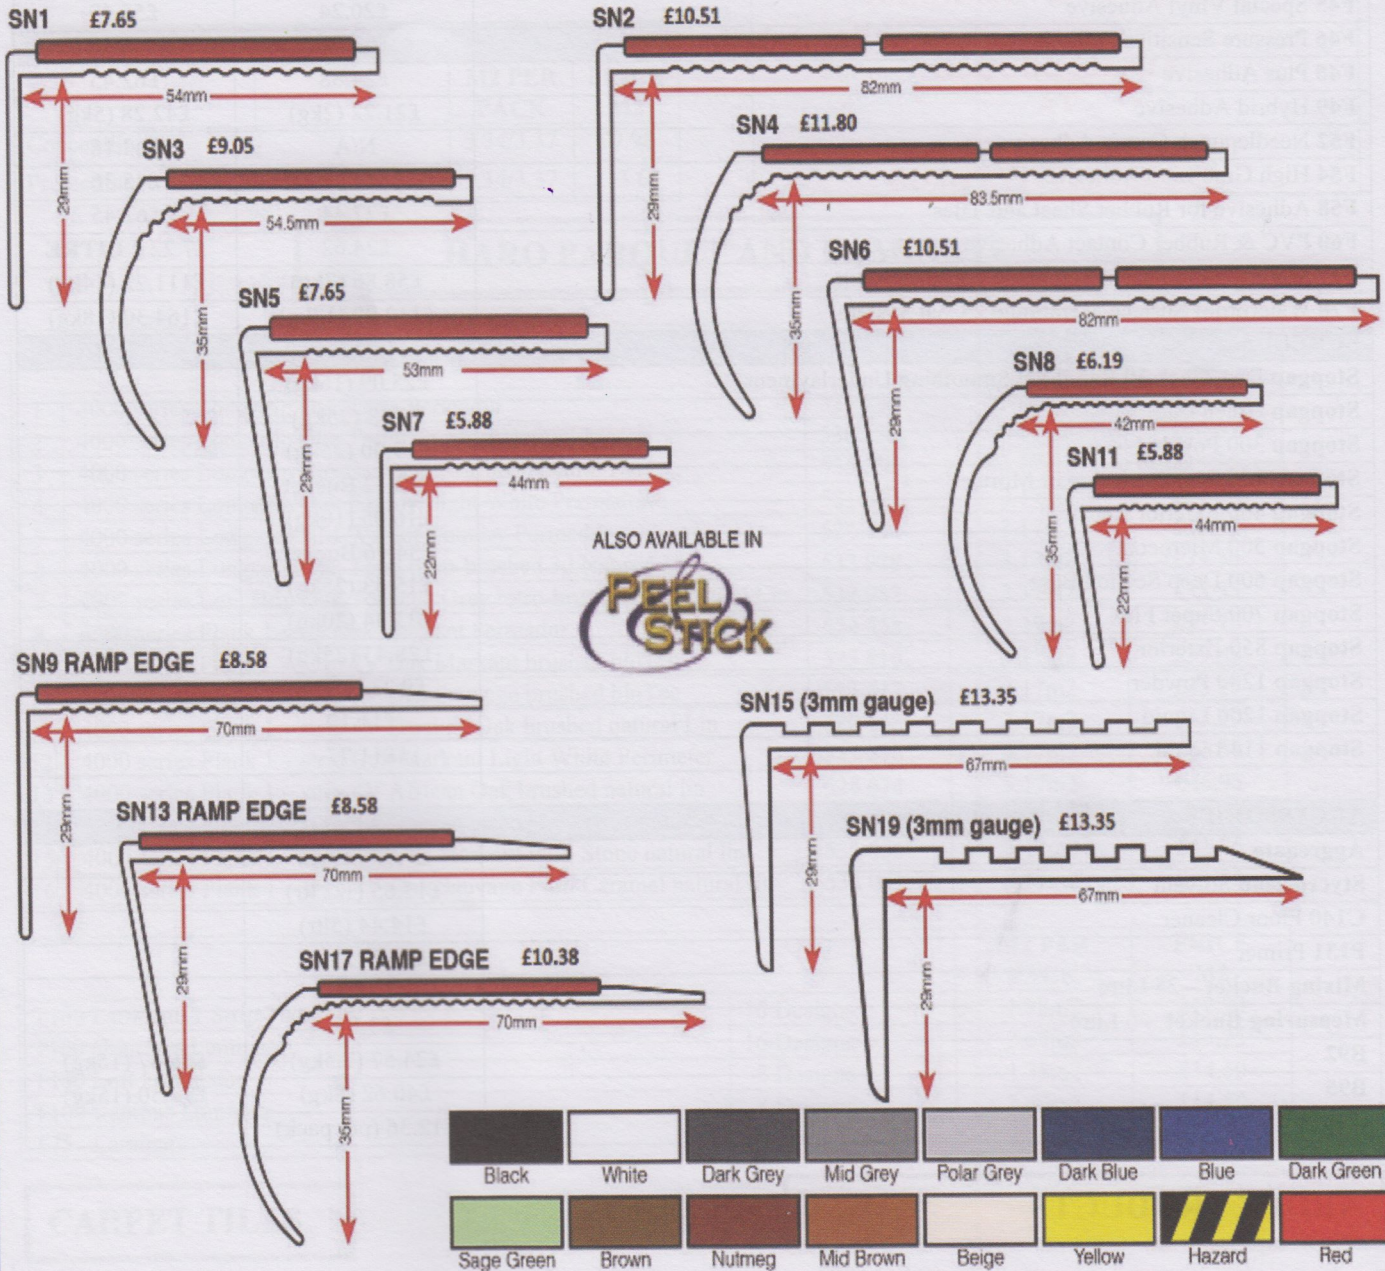 SN1 £7.65
54mm
29mm
SN2 £10.51
82mm
29mm
SN3 £9.05
54.5mm
35mm
SN4 £11.80
83.5mm
35mm
SN5 £7.65
53mm
29mm
SN6 £10.51
82mm
29mm
SN7 £5.88
44mm
22mm
SN8 £6.19
42mm
35mm
SN11 £5.88
44mm
22mm
ALSO AVAILABLE IN
PEEL
STICK
SN9 RAMP EDGE £8.58
70mm
29mm
SN13 RAMP EDGE £8.58
70mm
29mm
SN15 (3mm gauge) £13.35
67mm
29mm
SN19 (3mm gauge) £13.35
67mm
29mm
SN17 RAMP EDGE £10.38
70mm
35mm
Black White Dark Grey Mid Grey Polar Grey Dark Blue Blue Dark Green
Sage Green Brown Nutmeg Mid Brown Beige Yellow Hazard Red